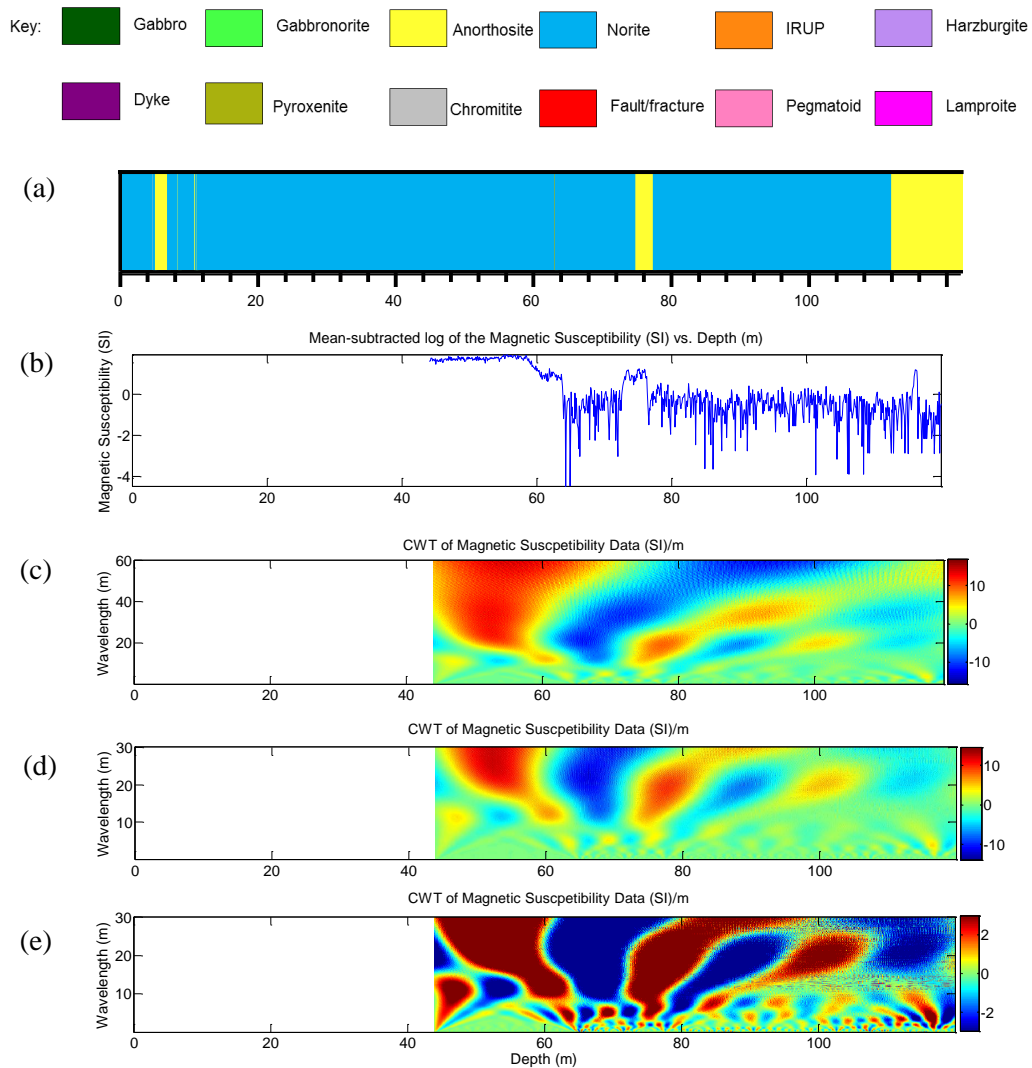 Key: Gabbro Gabbronorite Anorthosite Norite IRUP Harzburgite
Dyke Pyroxenite Chromitite Fault/fracture Pegmatoid Lamproite
(a)
0 20 40 60 80 100
(b)
Mean-subtracted log of the Magnetic Susceptibility (SI) vs. Depth (m)
Magnetic Susceptibility (SI)
0
-2
-4
0 20 40 60 80 100
(c)
CWT of Magnetic Suscpetibility Data (SI)/m
Wavelength (m)
60
40
20
0 20 40 60 80 100
10
0
-10
(d)
CWT of Magnetic Suscpetibility Data (SI)/m
Wavelength (m)
30
20
10
0 20 40 60 80 100
10
0
-10
(e)
CWT of Magnetic Suscpetibility Data (SI)/m
Wavelength (m)
30
20
10
0 20 40 60 80 100
Depth (m)
2
0
-2